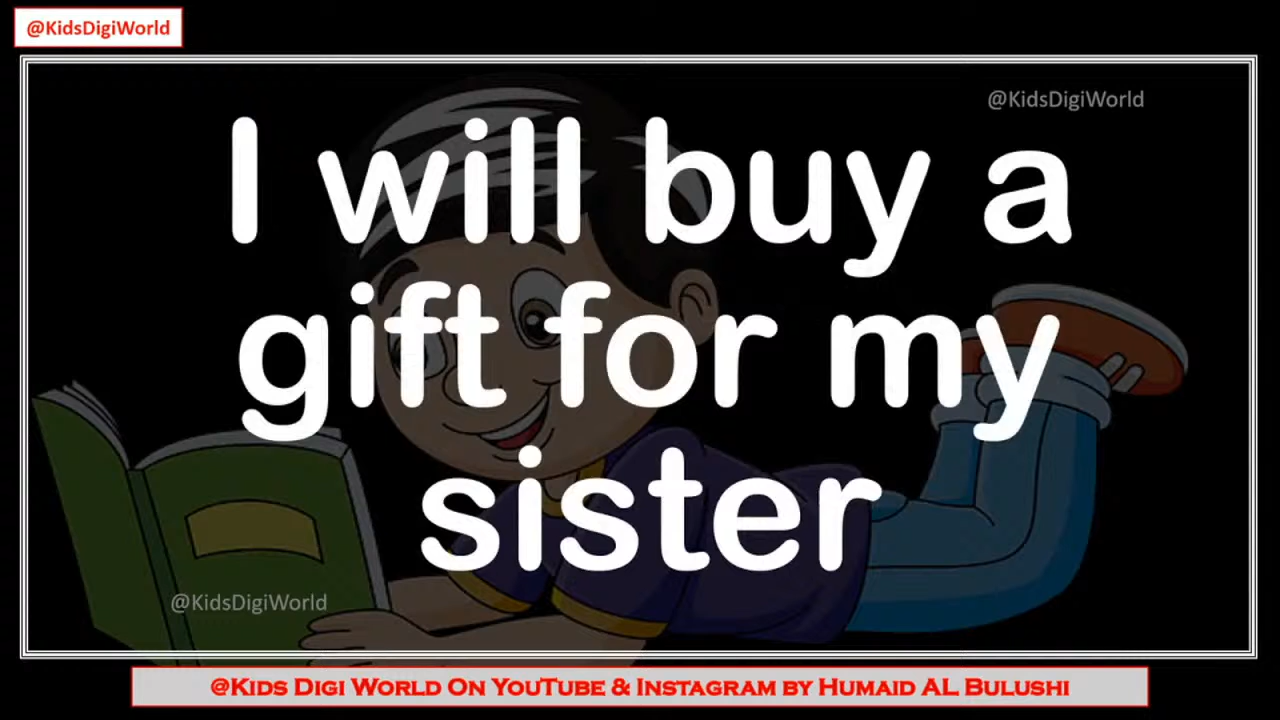 @KidsDigiWorld
@KidsDigiWorld
I will buy a
gift for my
sister
@KidsDigiWorld
@KIDS DIGI WORLD ON YOUTUBE & INSTAGRAM BY HUMAID AL BULUSHI